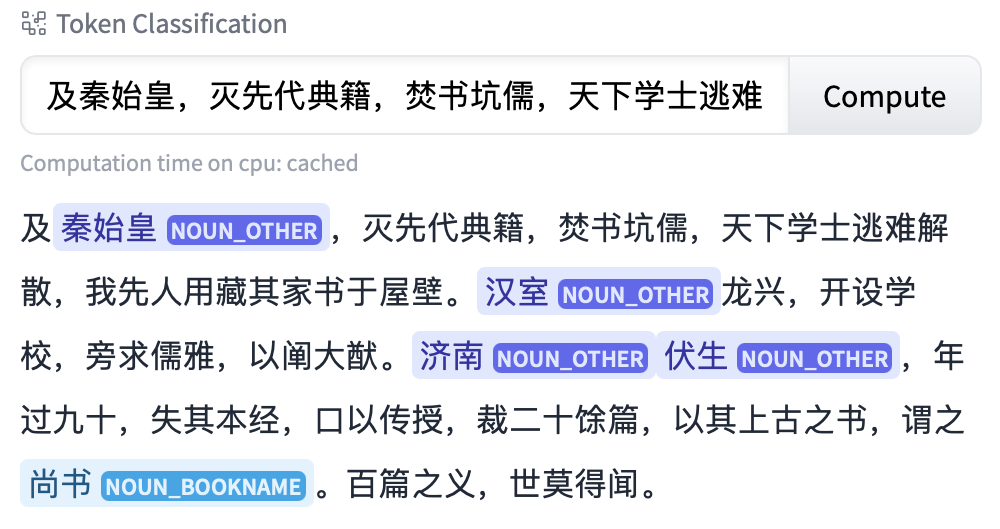 Token Classification
及秦始皇，灭先代典籍，焚书坑儒，天下学士逃难 Compute
Computation time on cpu: cached
及 秦始皇 NOUN_OTHER ，灭先代典籍，焚书坑儒，天下学士逃难解
散，我先人用藏其家书于屋壁。 汉室 NOUN_OTHER 龙兴，开设学
校，旁求儒雅，以阐大猷。 济南 NOUN_OTHER 伏生 NOUN_OTHER ，年
过九十，失其本经，口以传授，裁二十馀篇，以其上古之书，谓之
尚书 NOUN_BOOKNAME 。百篇之义，世莫得闻。